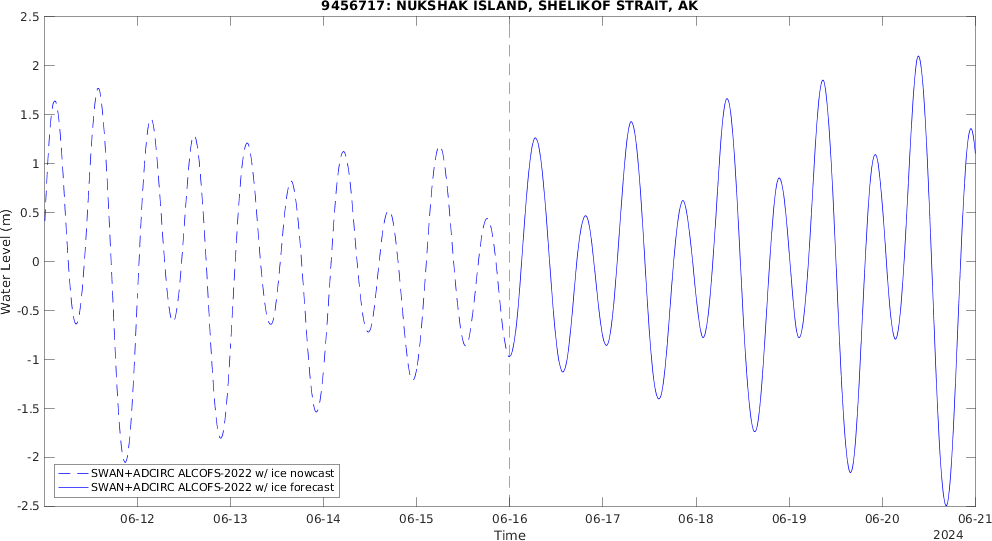 9456717: NUKSHAK ISLAND, SHELIKOF STRAIT, AK
2.5
2
1.5
1
0.5
0
-0.5
-1
-1.5
-2
-2.5
Water Level (m)
SWAN+ADCIRC ALCOFS-2022 w/ ice nowcast
SWAN+ADCIRC ALCOFS-2022 w/ ice forecast
06-12 06-13 06-14 06-15 06-16 06-17 06-18 06-19 06-20 06-21
Time
2024